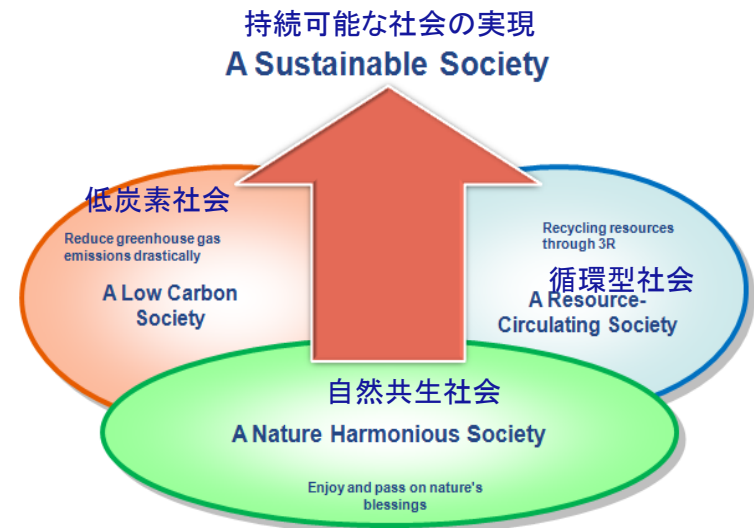 持続可能な社会の実現
A Sustainable Society
低炭素社会
Reduce greenhouse gas
emissions drastically
A Low Carbon
Society
Recycling resources
through 3R
循環型社会
A Resource-
Circulating Society
自然共生社会
A Nature Harmonious Society
Enjoy and pass on nature's
blessings